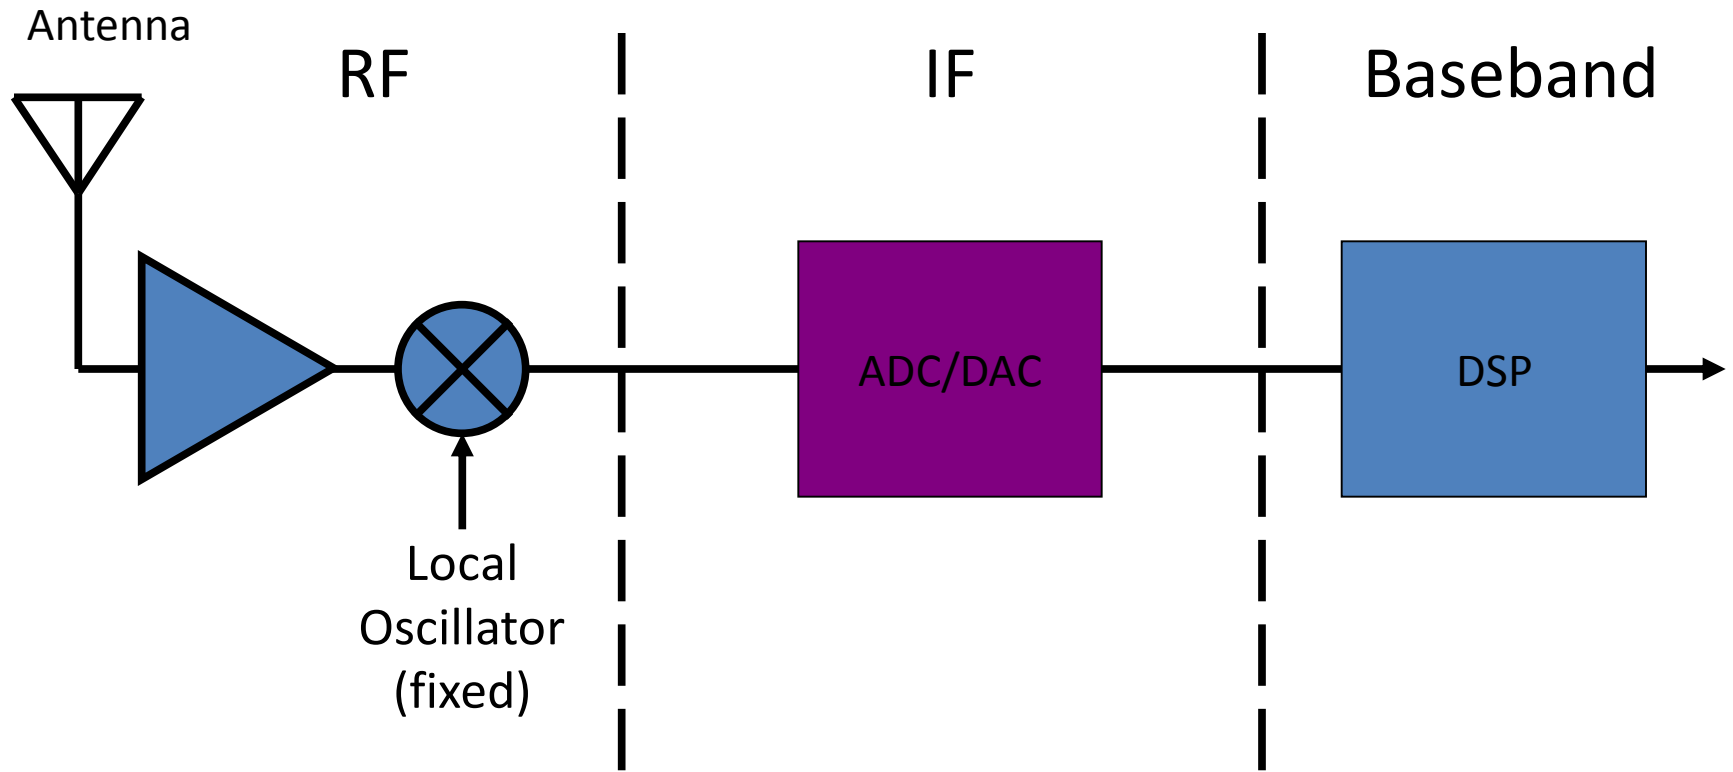 Antenna
RF
IF
Baseband
ADC/DAC
DSP
Local
Oscillator
(fixed)